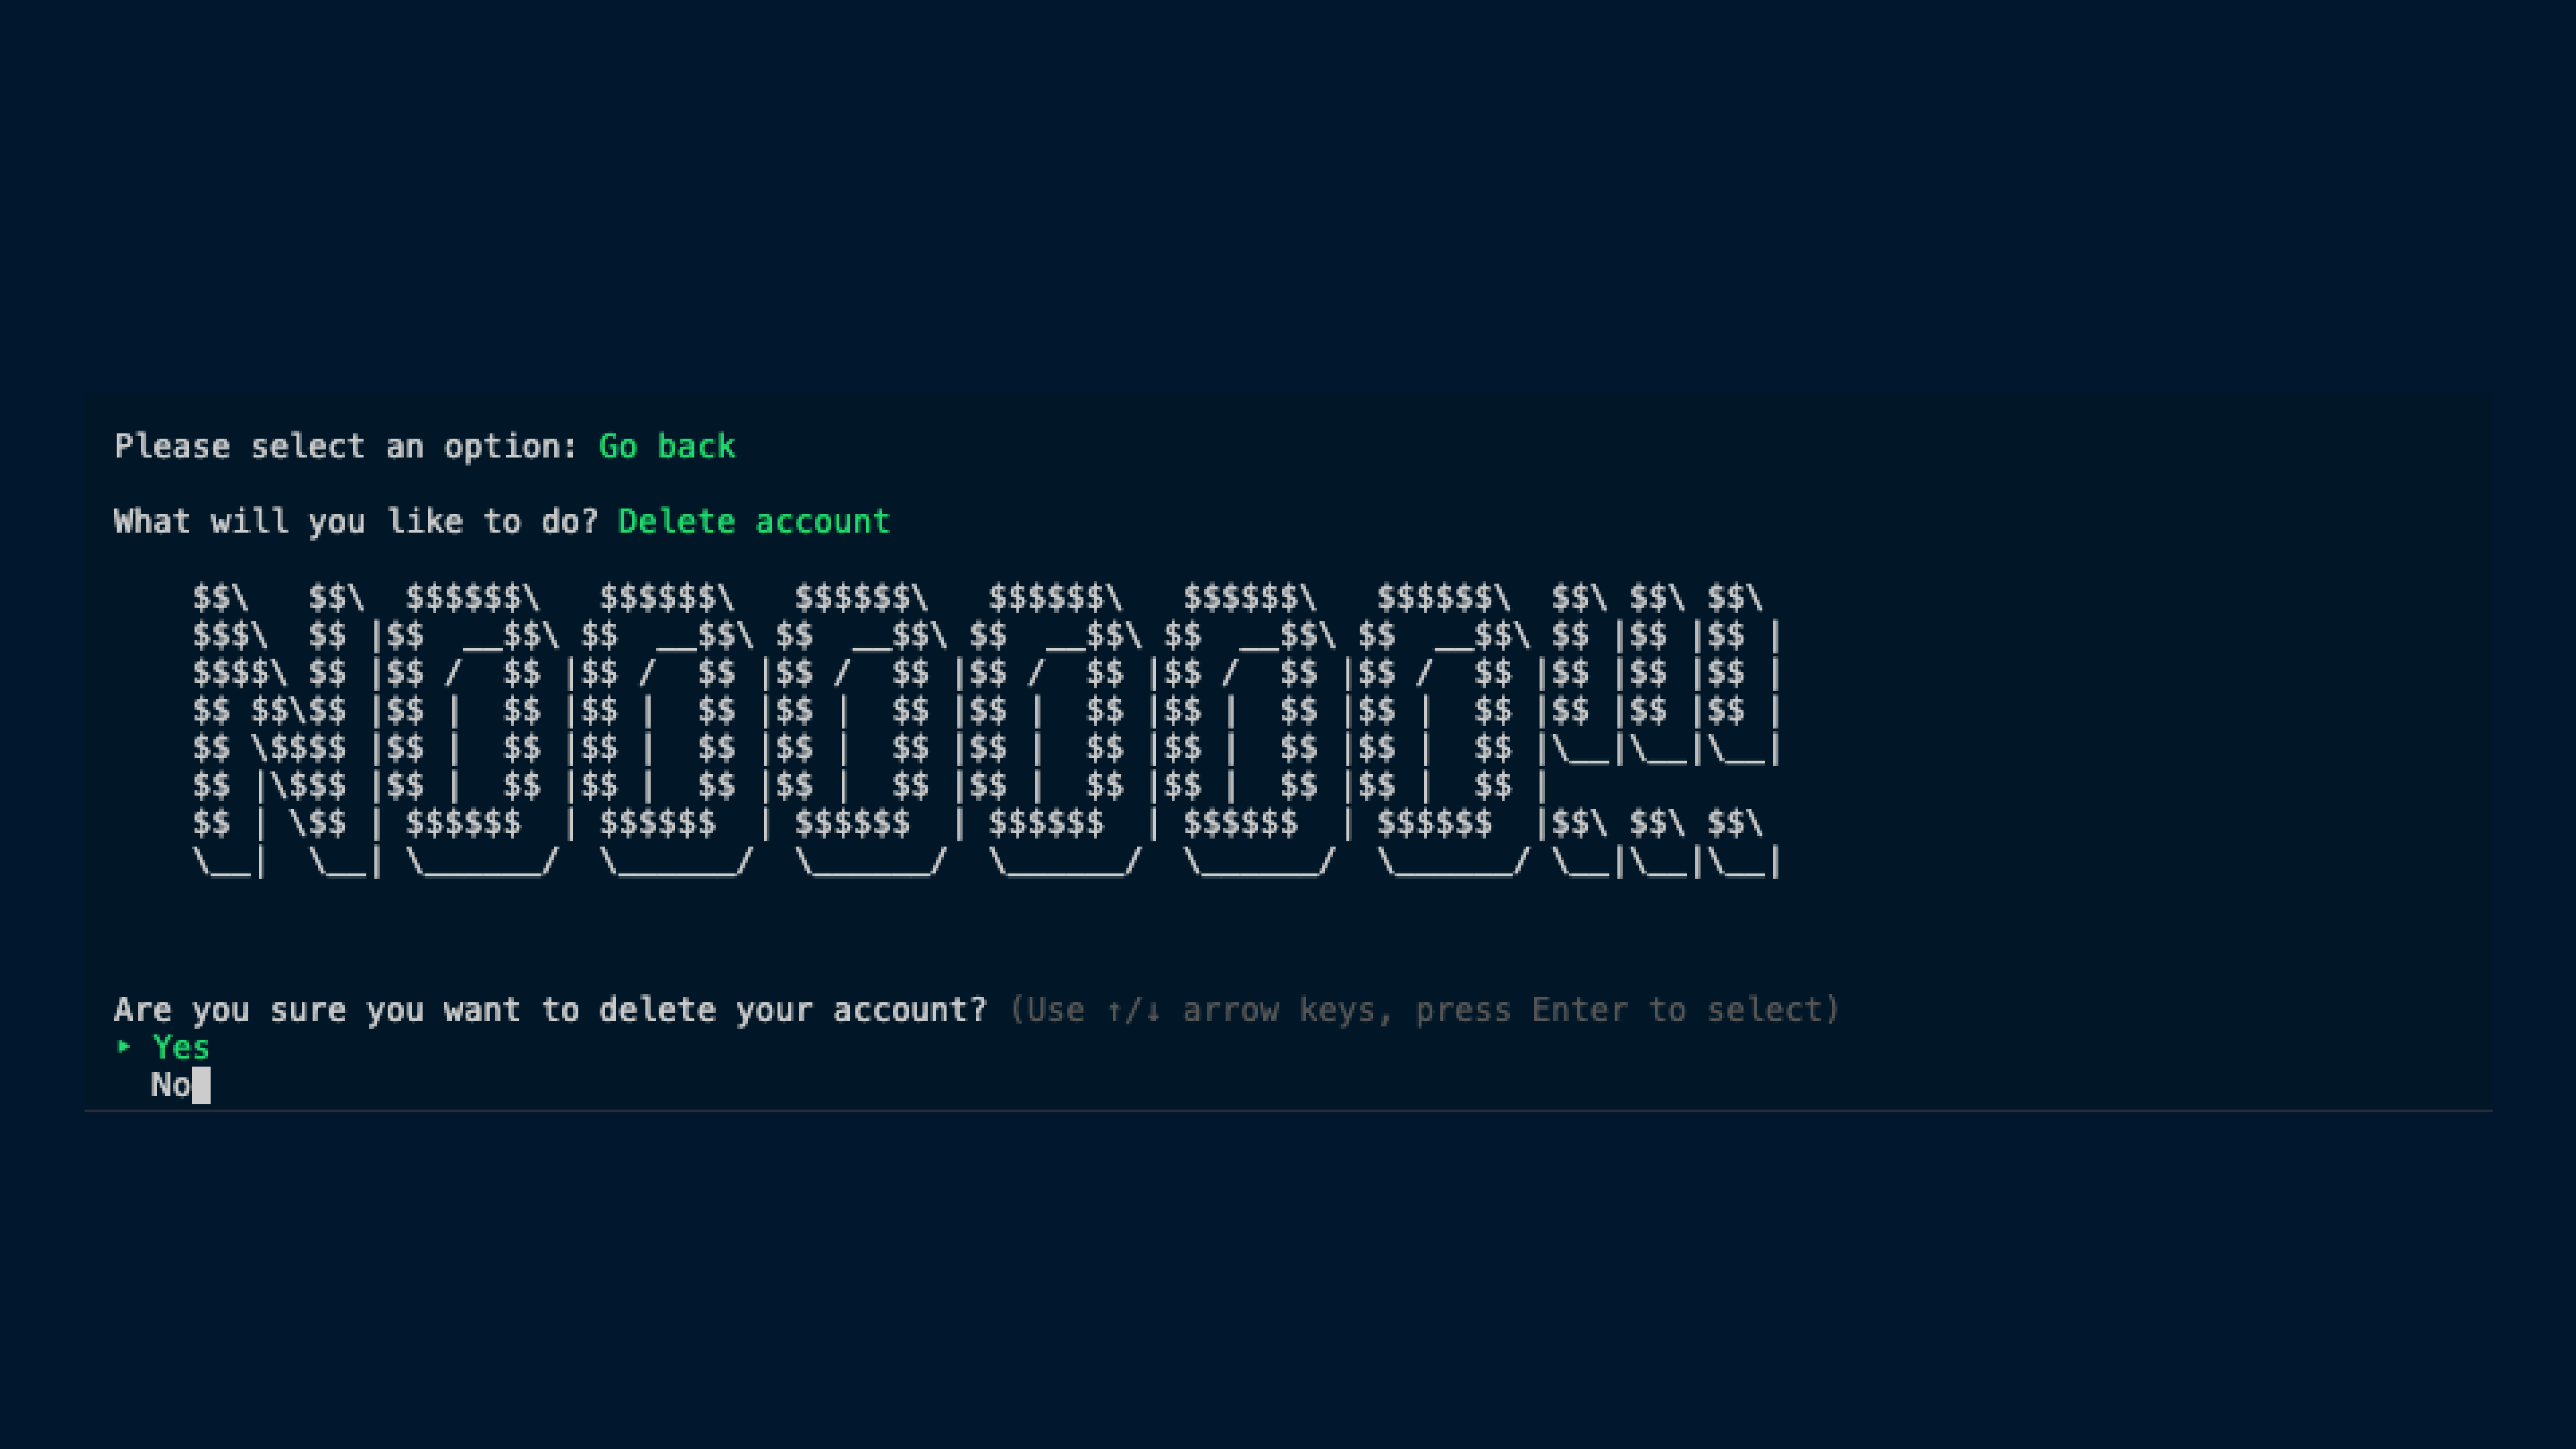 Please select an option: Go back
What will you like to do? Delete account
$$\   $$\  $$$$$$\   $$$$$$\   $$$$$$\   $$$$$$\   $$$$$$\   $$$$$$\  $$\ $$\ $$\
$$$\  $$ |$$  __$$\ $$  __$$\ $$  __$$\ $$  __$$\ $$  __$$\ $$  __$$\ $$ |$$ |$$ |
$$$$\ $$ |$$ /  $$ |$$ /  $$ |$$ /  $$ |$$ /  $$ |$$ /  $$ |$$ /  $$ |$$ |$$ |$$ |
$$ $$\$$ |$$ |  $$ |$$ |  $$ |$$ |  $$ |$$ |  $$ |$$ |  $$ |$$ |  $$ |$$ |$$ |$$ |
$$ \$$$$ |$$ |  $$ |$$ |  $$ |$$ |  $$ |$$ |  $$ |$$ |  $$ |$$ |  $$ |\__|\__|\__|
$$ |\$$$ |$$ |  $$ |$$ |  $$ |$$ |  $$ |$$ |  $$ |$$ |  $$ |$$ |  $$ |
$$ | \$$ | $$$$$$  | $$$$$$  | $$$$$$  | $$$$$$  | $$$$$$  | $$$$$$  |$$\ $$\ $$\
\__|  \__| \______/  \______/  \______/  \______/  \______/  \______/ \__|\__|\__|
Are you sure you want to delete your account? (Use ↑/↓ arrow keys, press Enter to select)
▸ Yes
No